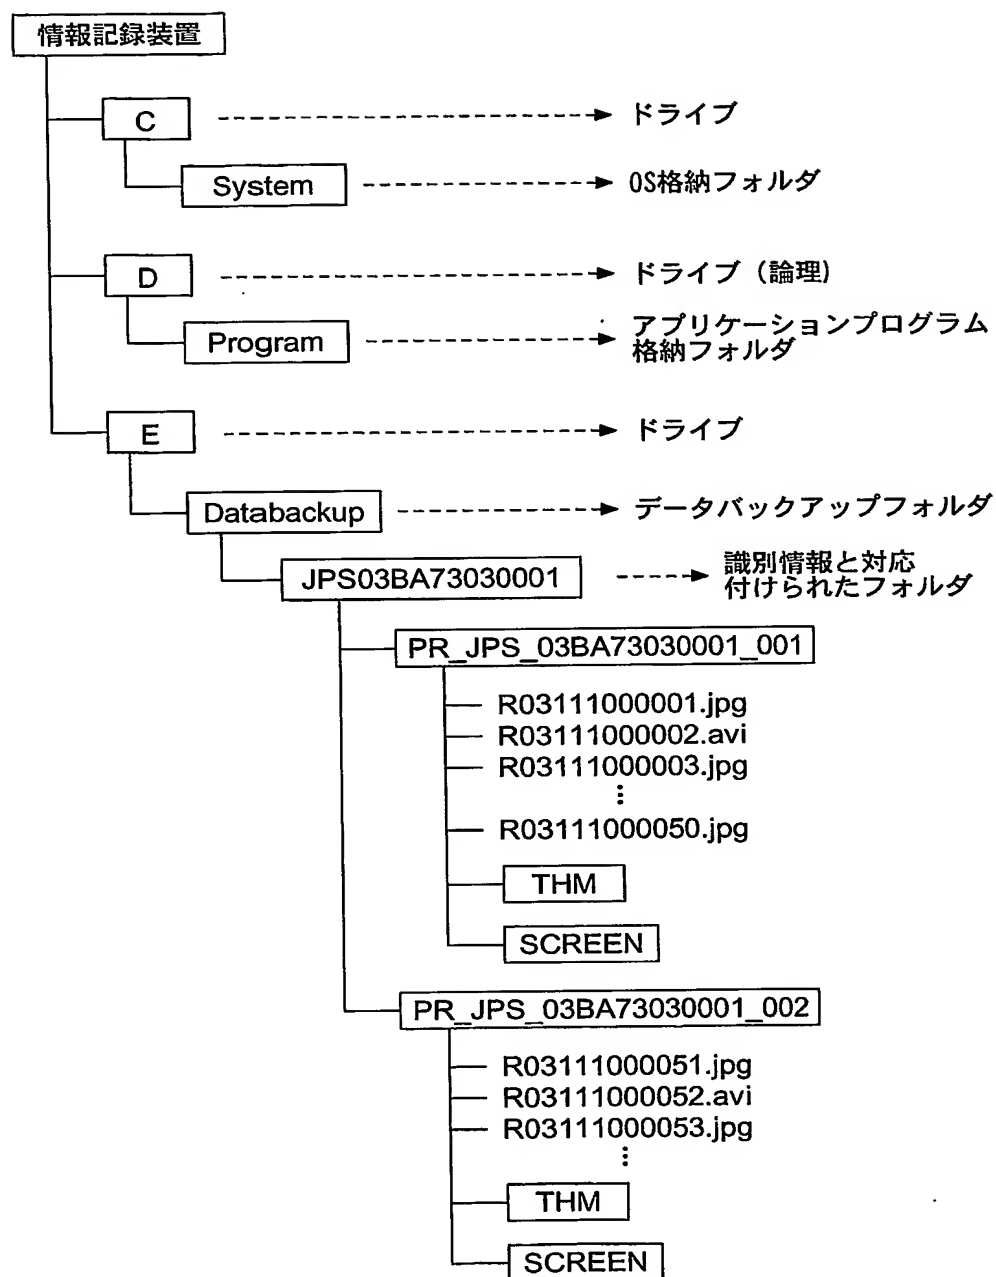 情報記録装置
C
ドライブ
System
OS格納フォルダ
D
ドライブ（論理）
Program
アプリケーションプログラム
格納フォルダ
E
ドライブ
Databackup
データバックアップフォルダ
JPS03BA73030001
識別情報と対応
付けられたフォルダ
PR_JPS_03BA73030001_001
R03111000001.jpg
R03111000002.avi
R03111000003.jpg
⋮
R03111000050.jpg
THM
SCREEN
PR_JPS_03BA73030001_002
R03111000051.jpg
R03111000052.avi
R03111000053.jpg
⋮
THM
SCREEN